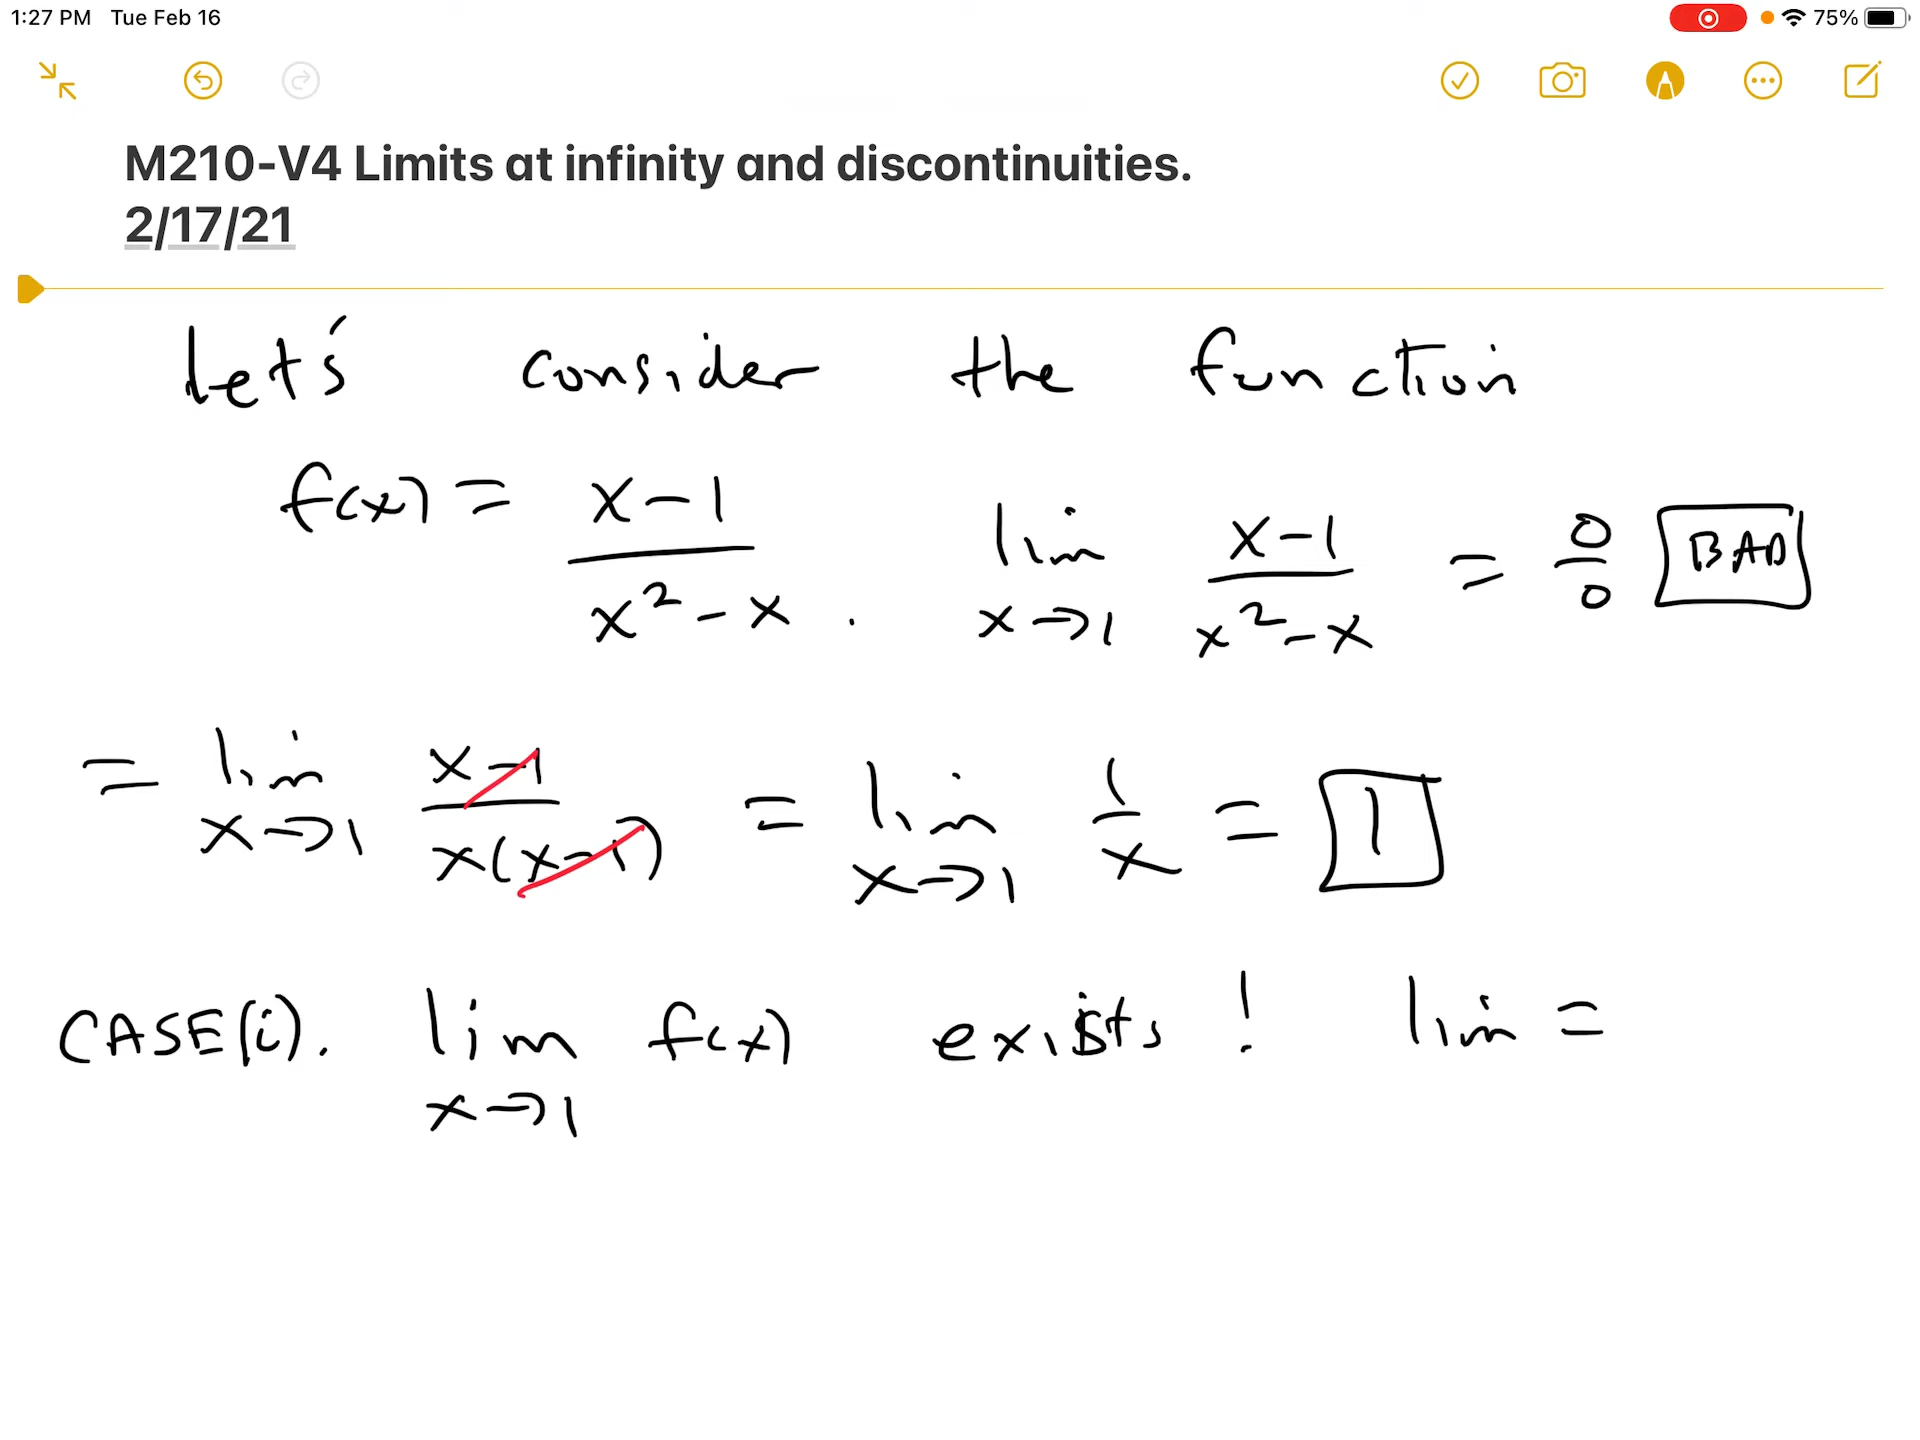 1:27 PM Tue Feb 16 75%
M210-V4 Limits at infinity and discontinuities.
2/17/21
Let's consider the function
f(x) = (x-1)/(x²-x) . lim x→1 (x-1)/(x²-x) = 0/0 BAD
= lim x→1 (x-1)/(x(x-1)) = lim x→1 1/x = 1
CASE(i). lim x→1 f(x) exists! lim =